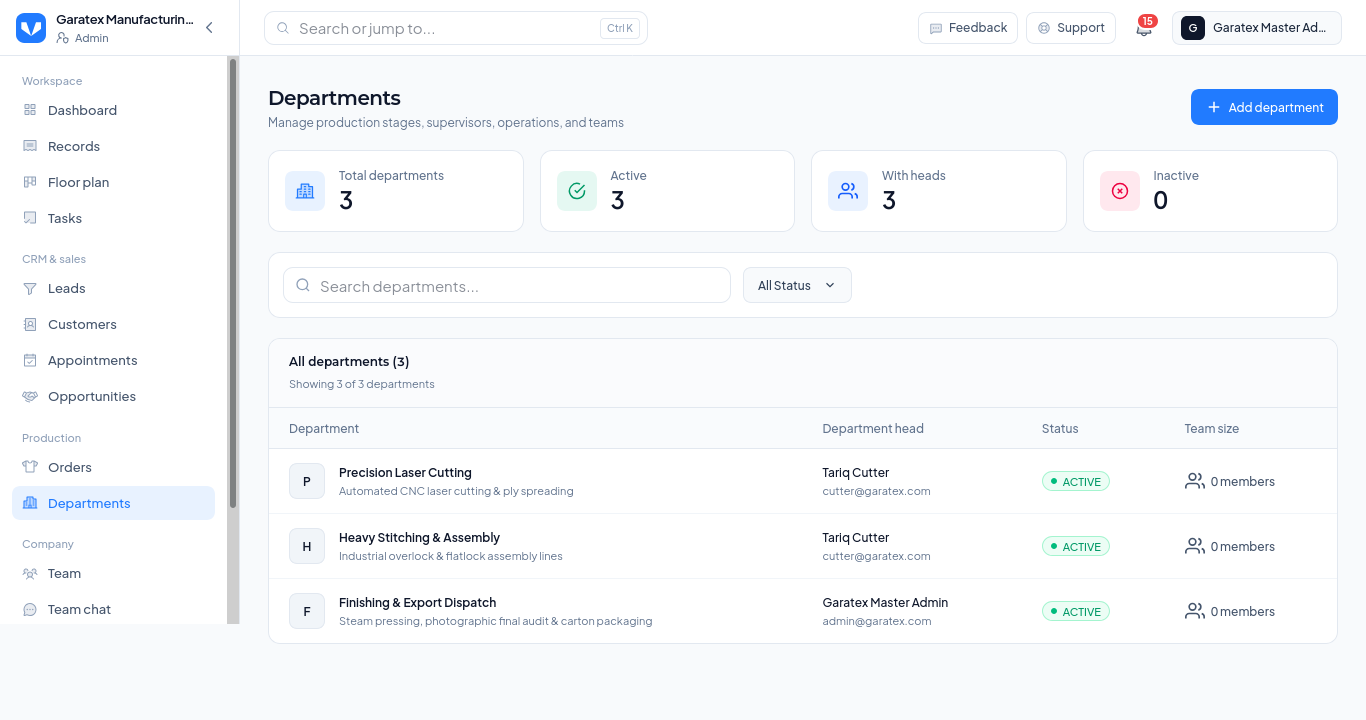 Garatex Manufacturin...
Admin
Search or jump to...
Ctrl K
Feedback
Support
15
G
Garatex Master Ad...
Workspace
Dashboard
Records
Floor plan
Tasks
CRM & sales
Leads
Customers
Appointments
Opportunities
Production
Orders
Departments
Company
Team
Team chat
Departments
Manage production stages, supervisors, operations, and teams
Add department
Total departments
3
Active
3
With heads
3
Inactive
0
Search departments...
All Status
All departments (3)
Showing 3 of 3 departments
Department
Department head
Status
Team size
P
Precision Laser Cutting
Automated CNC laser cutting & ply spreading
Tariq Cutter
cutter@garatex.com
ACTIVE
0 members
H
Heavy Stitching & Assembly
Industrial overlock & flatlock assembly lines
Tariq Cutter
cutter@garatex.com
ACTIVE
0 members
F
Finishing & Export Dispatch
Steam pressing, photographic final audit & carton packaging
Garatex Master Admin
admin@garatex.com
ACTIVE
0 members